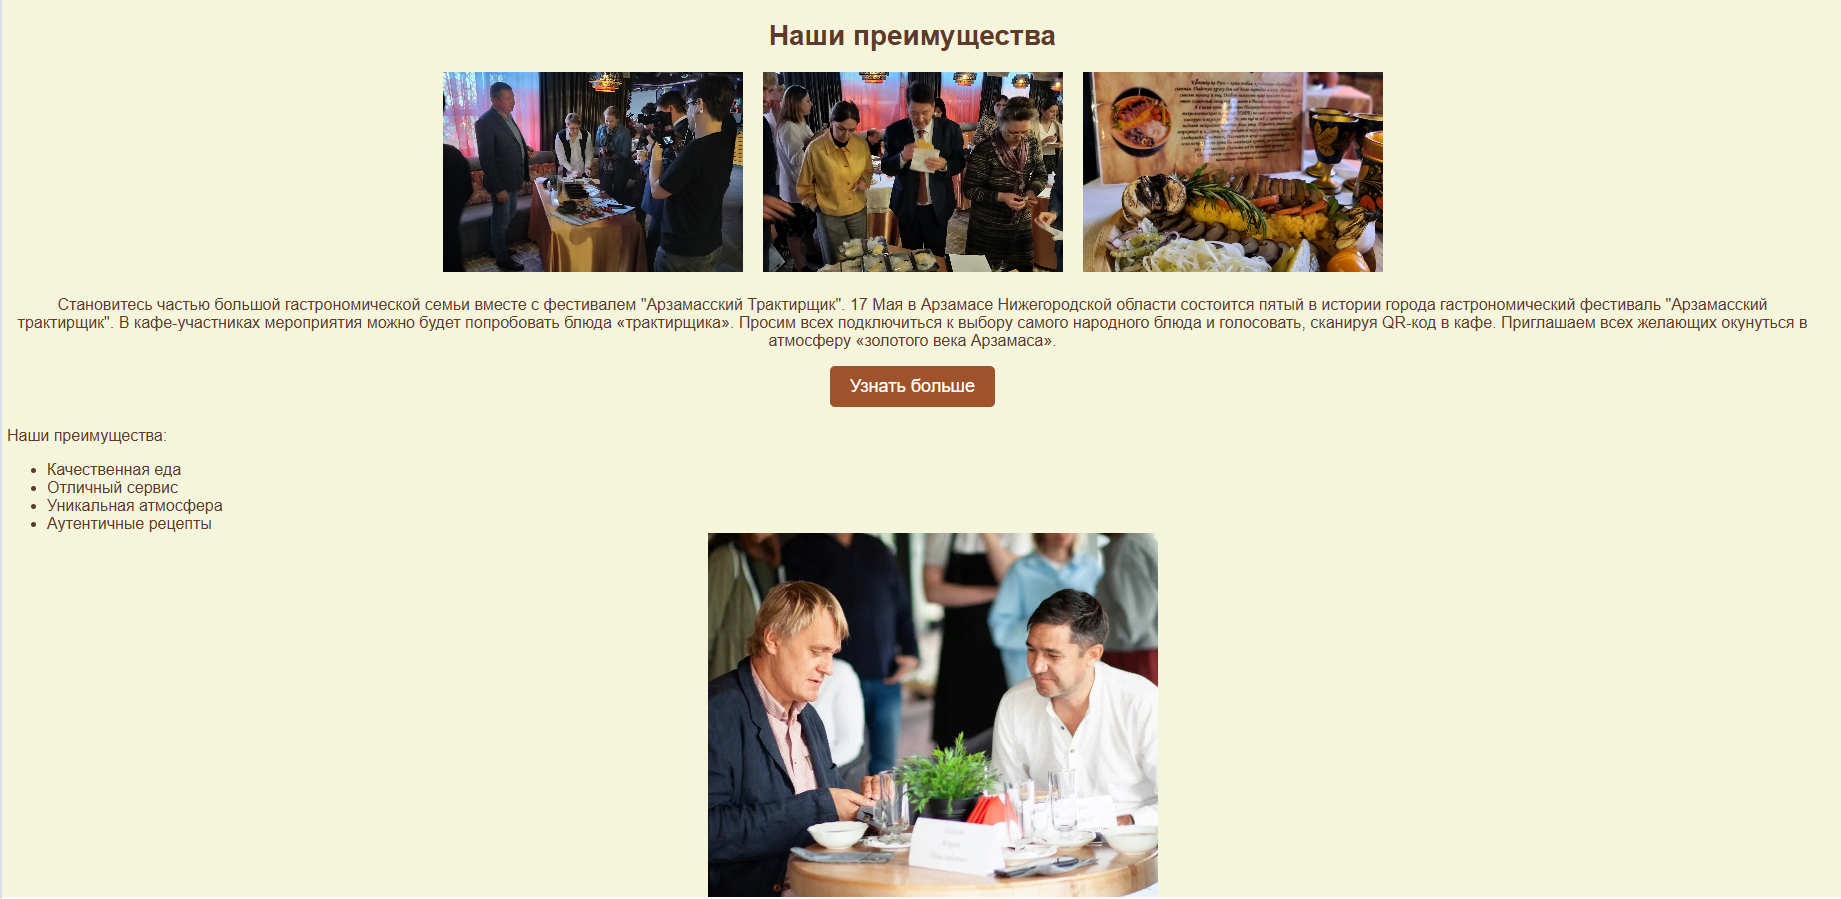 Наши преимущества
Становитесь частью большой гастрономической семьи вместе с фестивалем "Арзамасский Трактирщик". 17 Мая в Арзамасе Нижегородской области состоится пятый в истории города гастрономический фестиваль "Арзамасский
трактирщик". В кафе-участниках мероприятия можно будет попробовать блюда «трактирщика». Просим всех подключиться к выбору самого народного блюда и голосовать, сканируя QR-код в кафе. Приглашаем всех желающих окунуться в
атмосферу «золотого века Арзамаса».
Узнать больше
Наши преимущества:
Качественная еда
Отличный сервис
Уникальная атмосфера
Аутентичные рецепты